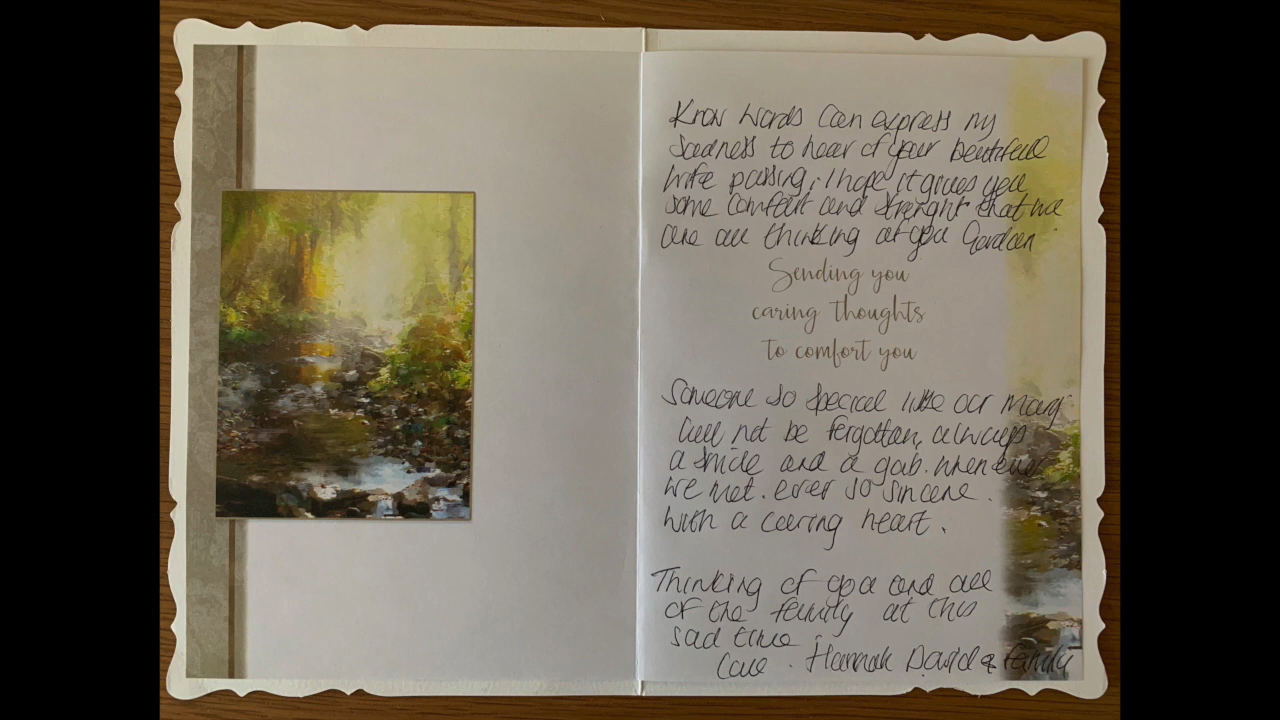 Know words can express my
sadness to hear of your beautiful
wife passing, I hope it gives you
some comfort and strenght that we
are all thinking of you Gordon.
Sending you
caring thoughts
to comfort you
Someone so special like our Marg
will not be forgotten, always
a smile and a gab. when ever
we met. ever so sincere.
with a caring heart.
Thinking of you and all
of the family at this
sad time.
Love. Hannah David & family